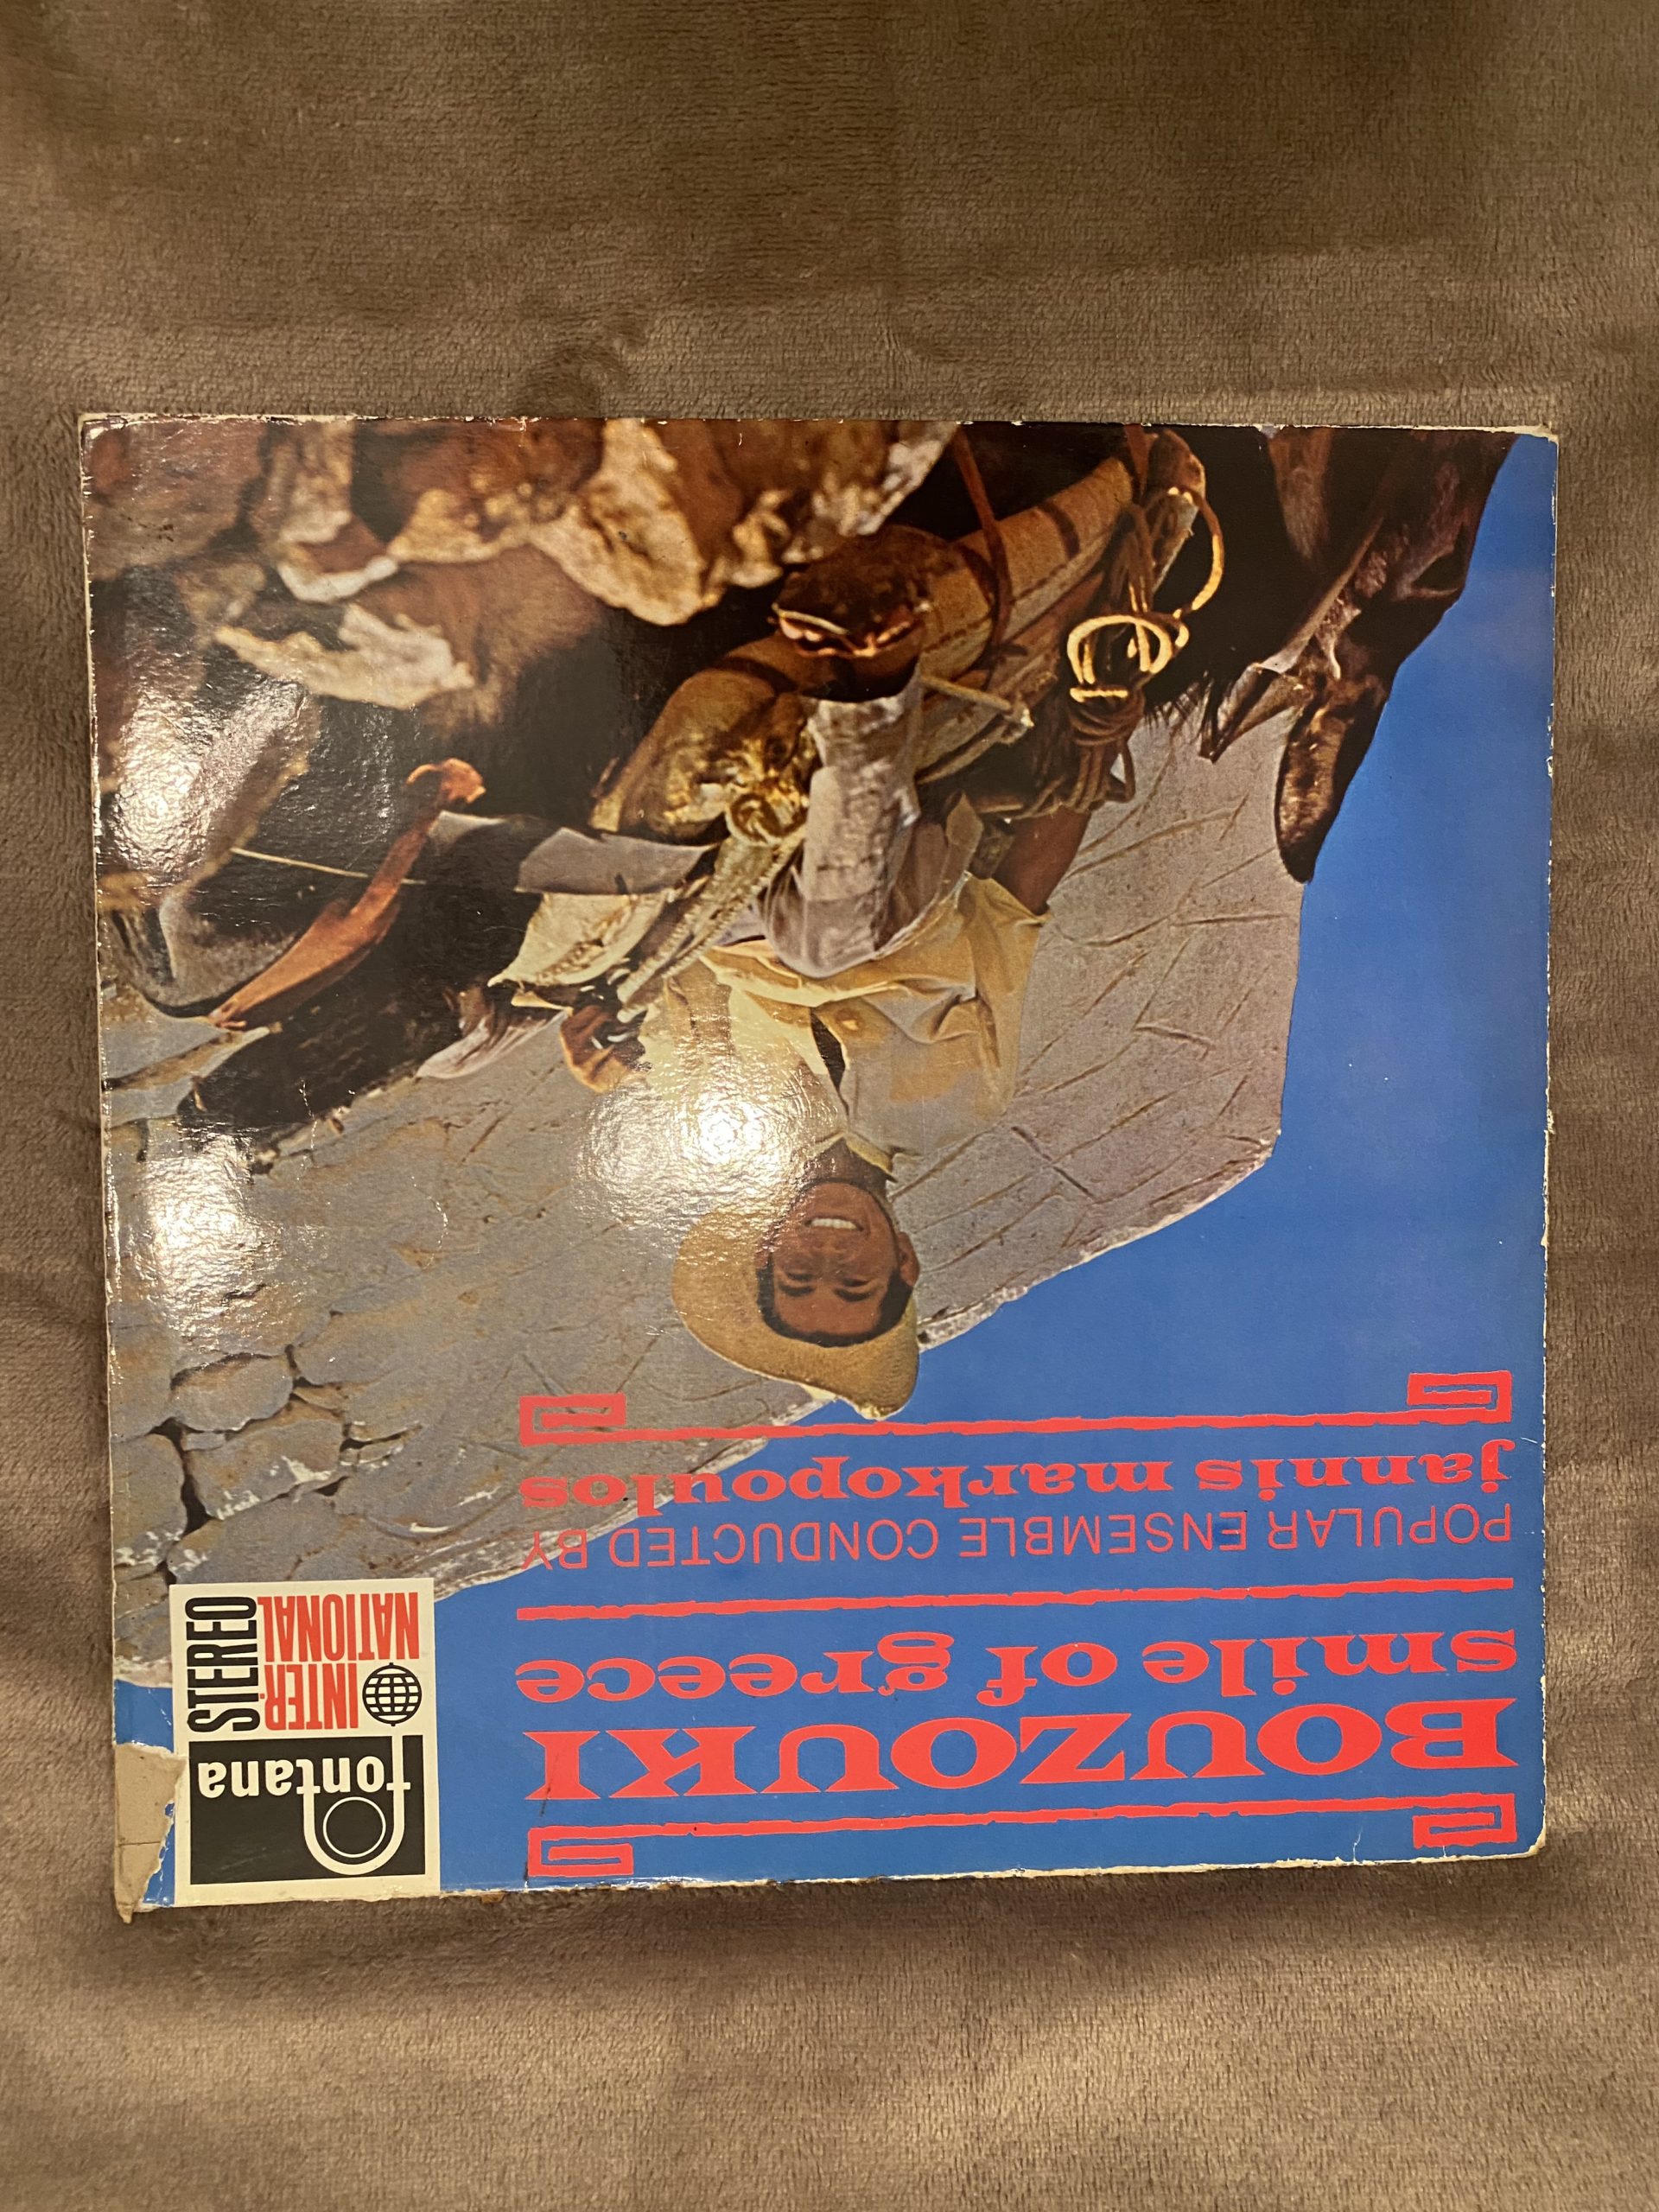 BOUZOUKI
smile of greece
POPULAR ENSEMBLE CONDUCTED BY
jannis markopoulos
fontana
INTER-
NATIONAL
STEREO